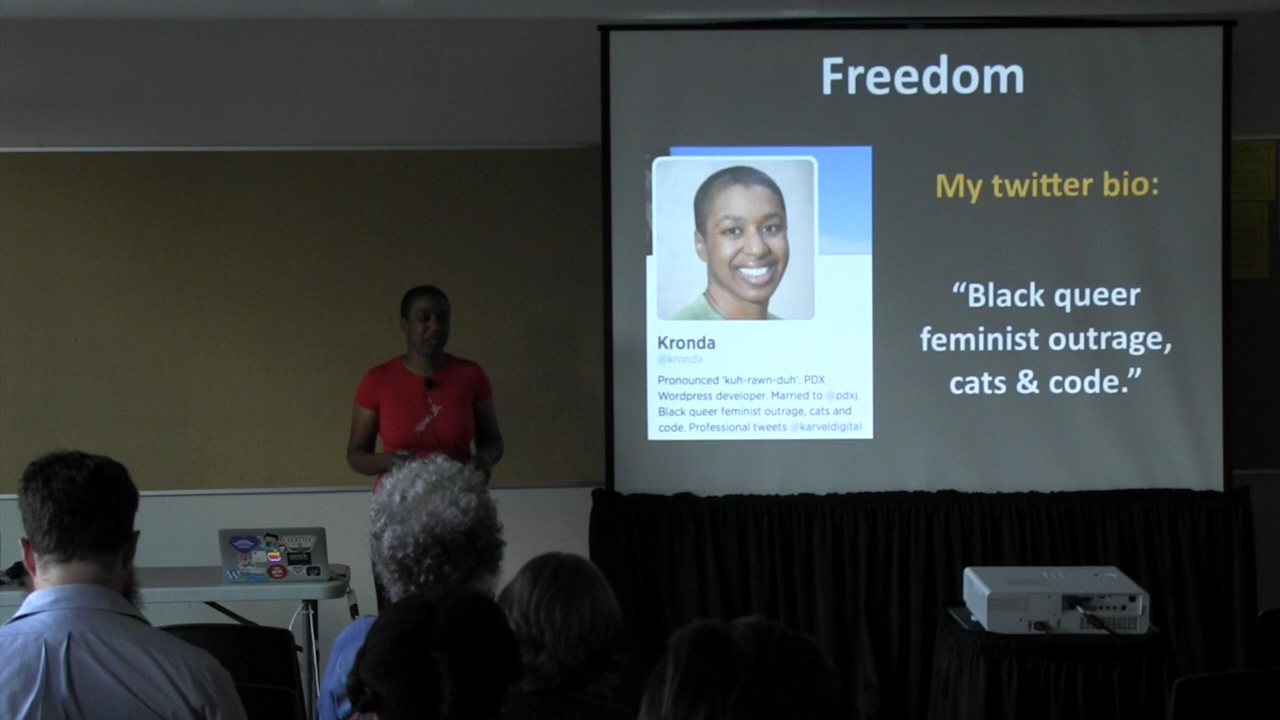 Freedom
My twitter bio:
“Black queer
feminist outrage,
cats & code.”
Kronda
@kronda
Pronounced 'kuh-rawn-duh'. PDX
Wordpress developer. Married to @pdxj.
Black queer feminist outrage, cats and
code. Professional tweets @karveldigital